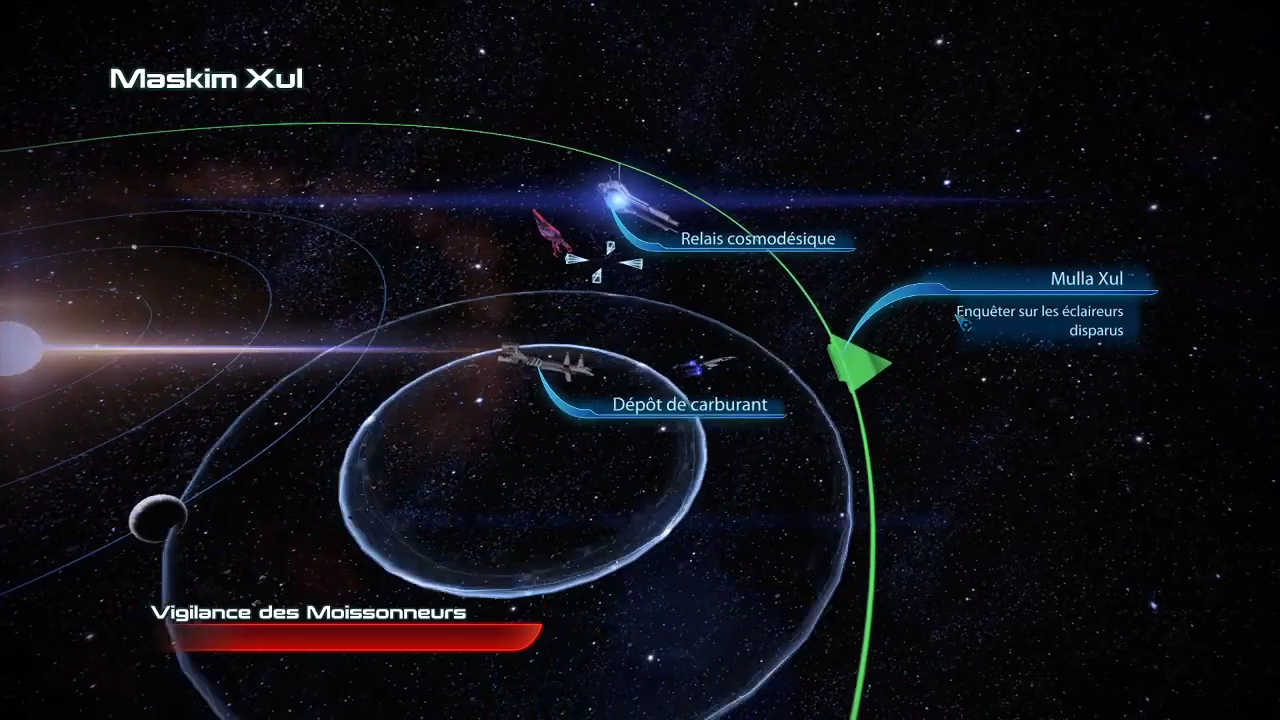 Maskim Xul
Relais cosmodésique
Mulla Xul
Enquêter sur les éclaireurs
disparus
Dépôt de carburant
Vigilance des Moissonneurs